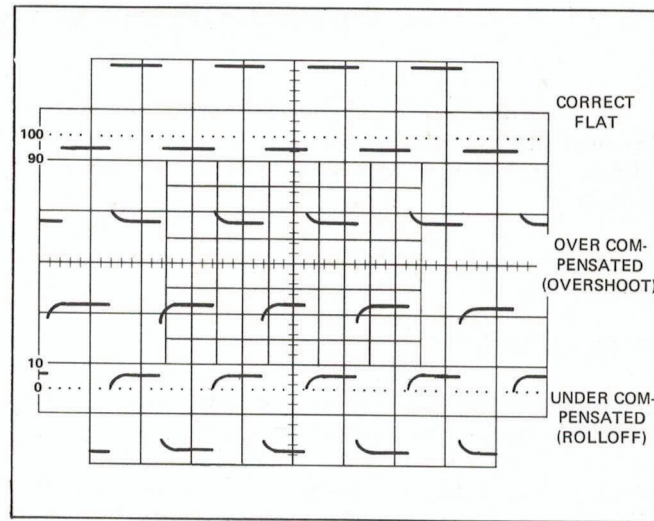 CORRECT
FLAT
100
90
OVER COM-
PENSATED
(OVERSHOOT)
10
0
UNDER COM-
PENSATED
(ROLLOFF)